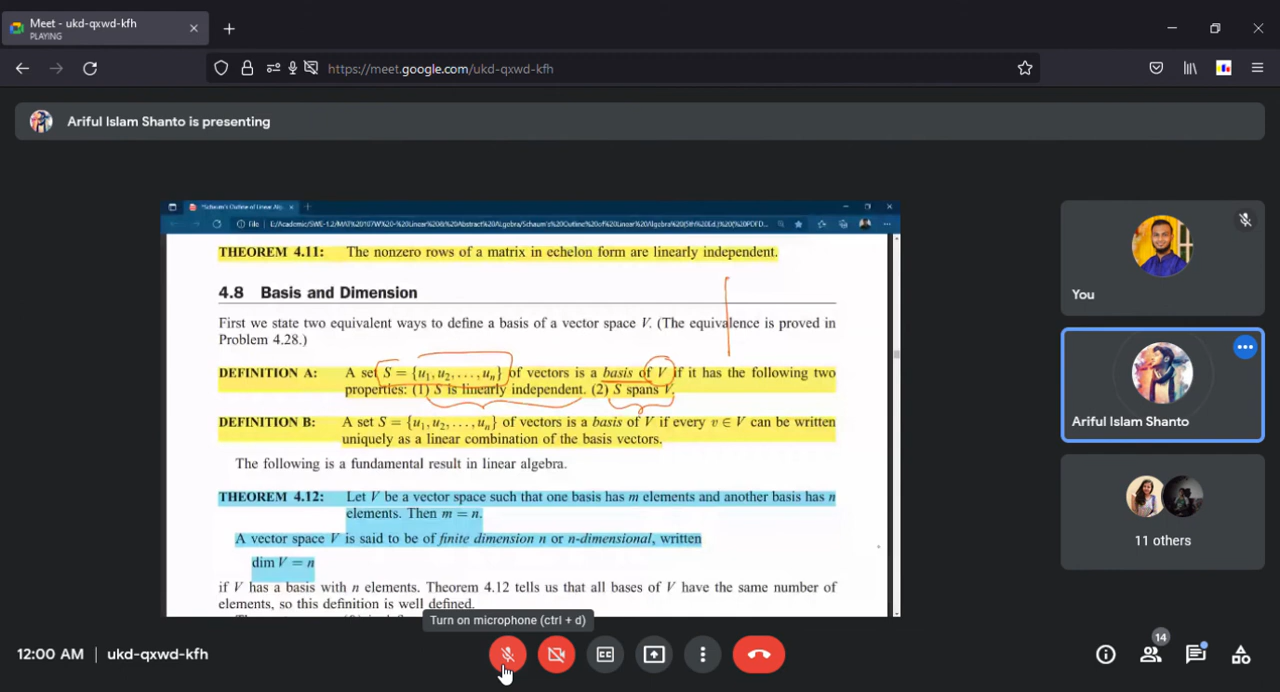 Meet - ukd-qxwd-kfh
PLAYING
https://meet.google.com/ukd-qxwd-kfh
Ariful Islam Shanto is presenting
THEOREM 4.11: The nonzero rows of a matrix in echelon form are linearly independent.
4.8 Basis and Dimension
First we state two equivalent ways to define a basis of a vector space V. (The equivalence is proved in
Problem 4.28.)
DEFINITION A: A set S = {u1, u2, . . . , un} of vectors is a basis of V if it has the following two
properties: (1) S is linearly independent. (2) S spans V.
DEFINITION B: A set S = {u1, u2, . . . , un} of vectors is a basis of V if every v ∈ V can be written
uniquely as a linear combination of the basis vectors.
The following is a fundamental result in linear algebra.
THEOREM 4.12: Let V be a vector space such that one basis has m elements and another basis has n
elements. Then m = n.
A vector space V is said to be of finite dimension n or n-dimensional, written
dim V = n
if V has a basis with n elements. Theorem 4.12 tells us that all bases of V have the same number of
elements, so this definition is well defined.
You
Ariful Islam Shanto
11 others
Turn on microphone (ctrl + d)
12:00 AM | ukd-qxwd-kfh
CC
14